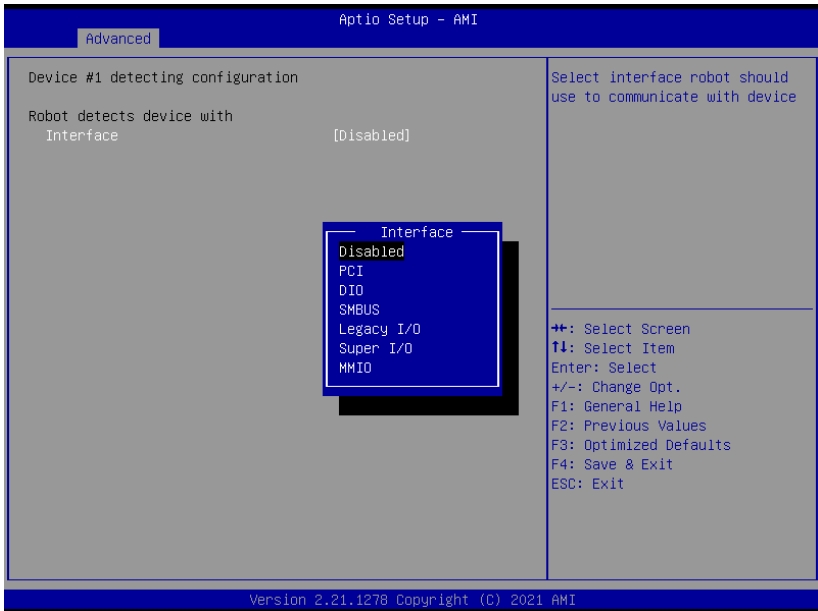 Aptio Setup – AMI
Advanced
Device #1 detecting configuration
Robot detects device with
Interface [Disabled]
Select interface robot should
use to communicate with device
Interface
Disabled
PCI
DIO
SMBUS
Legacy I/O
Super I/O
MMIO
→←: Select Screen
↑↓: Select Item
Enter: Select
+/-: Change Opt.
F1: General Help
F2: Previous Values
F3: Optimized Defaults
F4: Save & Exit
ESC: Exit
Version 2.21.1278 Copyright (C) 2021 AMI